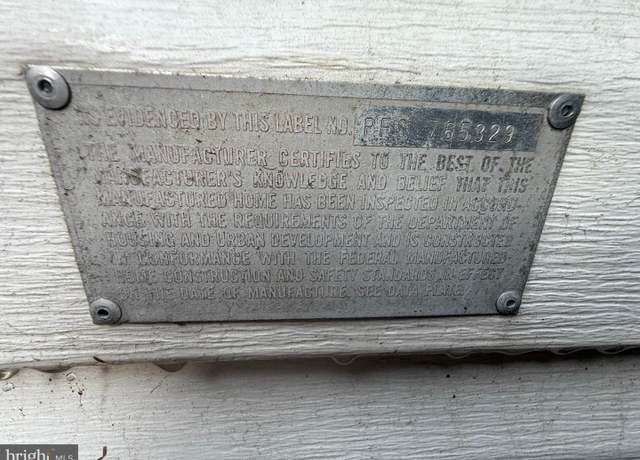 AS EVIDENCED BY THIS LABEL NO. PFS 755323
THE MANUFACTURER CERTIFIES TO THE BEST OF THE
MANUFACTURER'S KNOWLEDGE AND BELIEF THAT THIS
MANUFACTURED HOME HAS BEEN INSPECTED IN ACCORD-
ANCE WITH THE REQUIREMENTS OF THE DEPARTMENT OF
HOUSING AND URBAN DEVELOPMENT AND IS CONSTRUCTED
IN CONFORMANCE WITH THE FEDERAL MANUFACTURED
HOME CONSTRUCTION AND SAFETY STANDARDS IN EFFECT
ON THE DATE OF MANUFACTURE. SEE DATA PLATE.
bright MLS